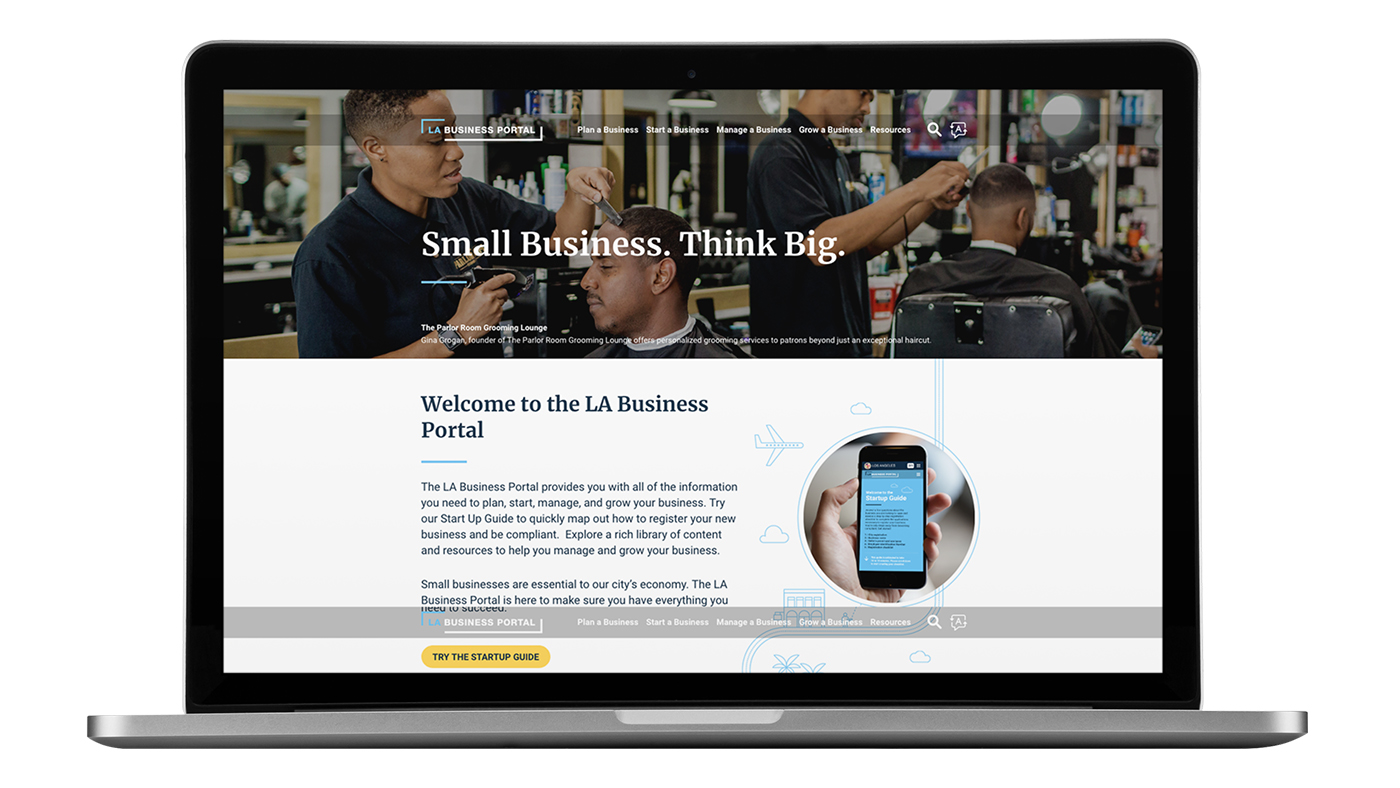 LA BUSINESS PORTAL
Plan a Business Start a Business Manage a Business Grow a Business Resources
A
Small Business. Think Big.
The Parlor Room Grooming Lounge
Gina Grogan, founder of The Parlor Room Grooming Lounge offers personalized grooming services to patrons beyond just an exceptional haircut.
Welcome to the LA Business
Portal
The LA Business Portal provides you with all of the information
you need to plan, start, manage, and grow your business. Try
our Start Up Guide to quickly map out how to register your new
business and be compliant.  Explore a rich library of content
and resources to help you manage and grow your business.
LOS ANGELES
BUSINESS PORTAL
Welcome to the
Startup Guide
Small businesses are essential to our city’s economy. The LA
Business Portal is here to make sure you have everything you
need to succeed.
LA BUSINESS PORTAL
Plan a Business Start a Business Manage a Business Grow a Business Resources
A
TRY THE STARTUP GUIDE